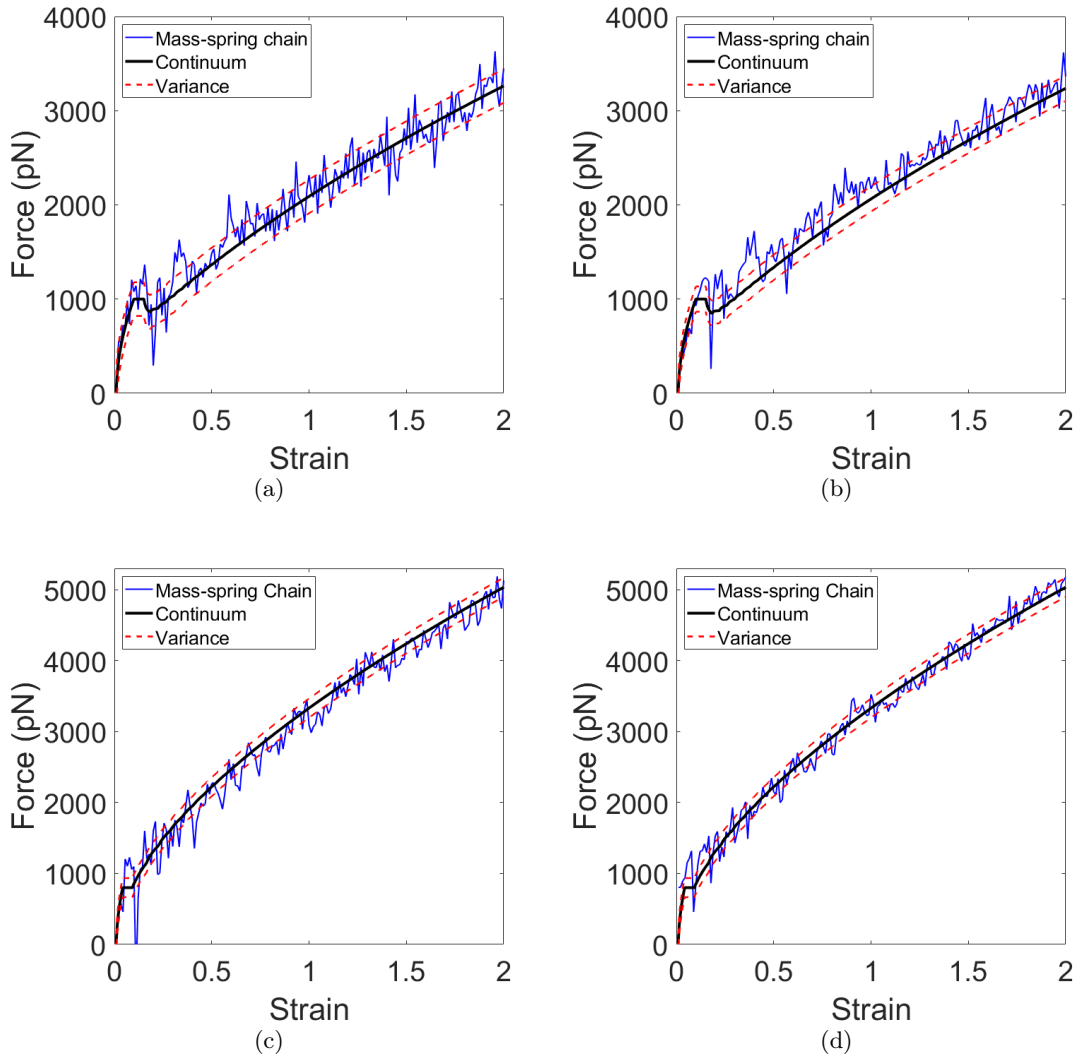 4000
3000
2000
1000
0
Force (pN)
Mass-spring chain
Continuum
Variance
0 0.5 1 1.5 2
Strain
(a)
4000
3000
2000
1000
0
Force (pN)
Mass-spring chain
Continuum
Variance
0 0.5 1 1.5 2
Strain
(b)
5000
4000
3000
2000
1000
0
Force (pN)
Mass-spring Chain
Continuum
Variance
0 0.5 1 1.5 2
Strain
(c)
5000
4000
3000
2000
1000
0
Force (pN)
Mass-spring Chain
Continuum
Variance
0 0.5 1 1.5 2
Strain
(d)